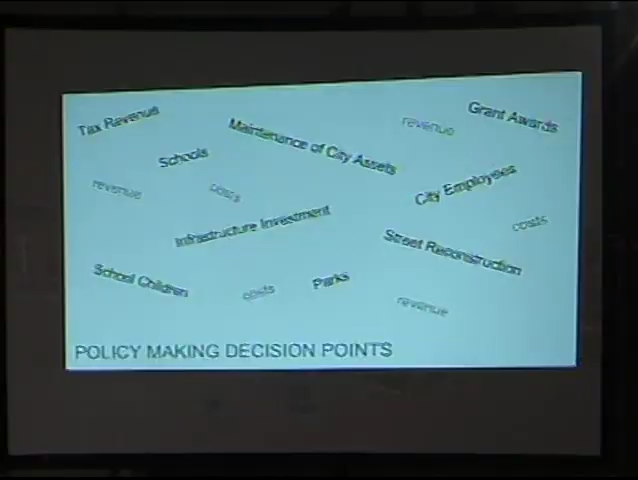 Tax Revenue
Grant Awards
revenue
Maintenance of City Assets
Schools
revenue
costs
City Employees
costs
Infrastructure Investment
Street Reconstruction
School Children
costs
Parks
revenue
POLICY MAKING DECISION POINTS